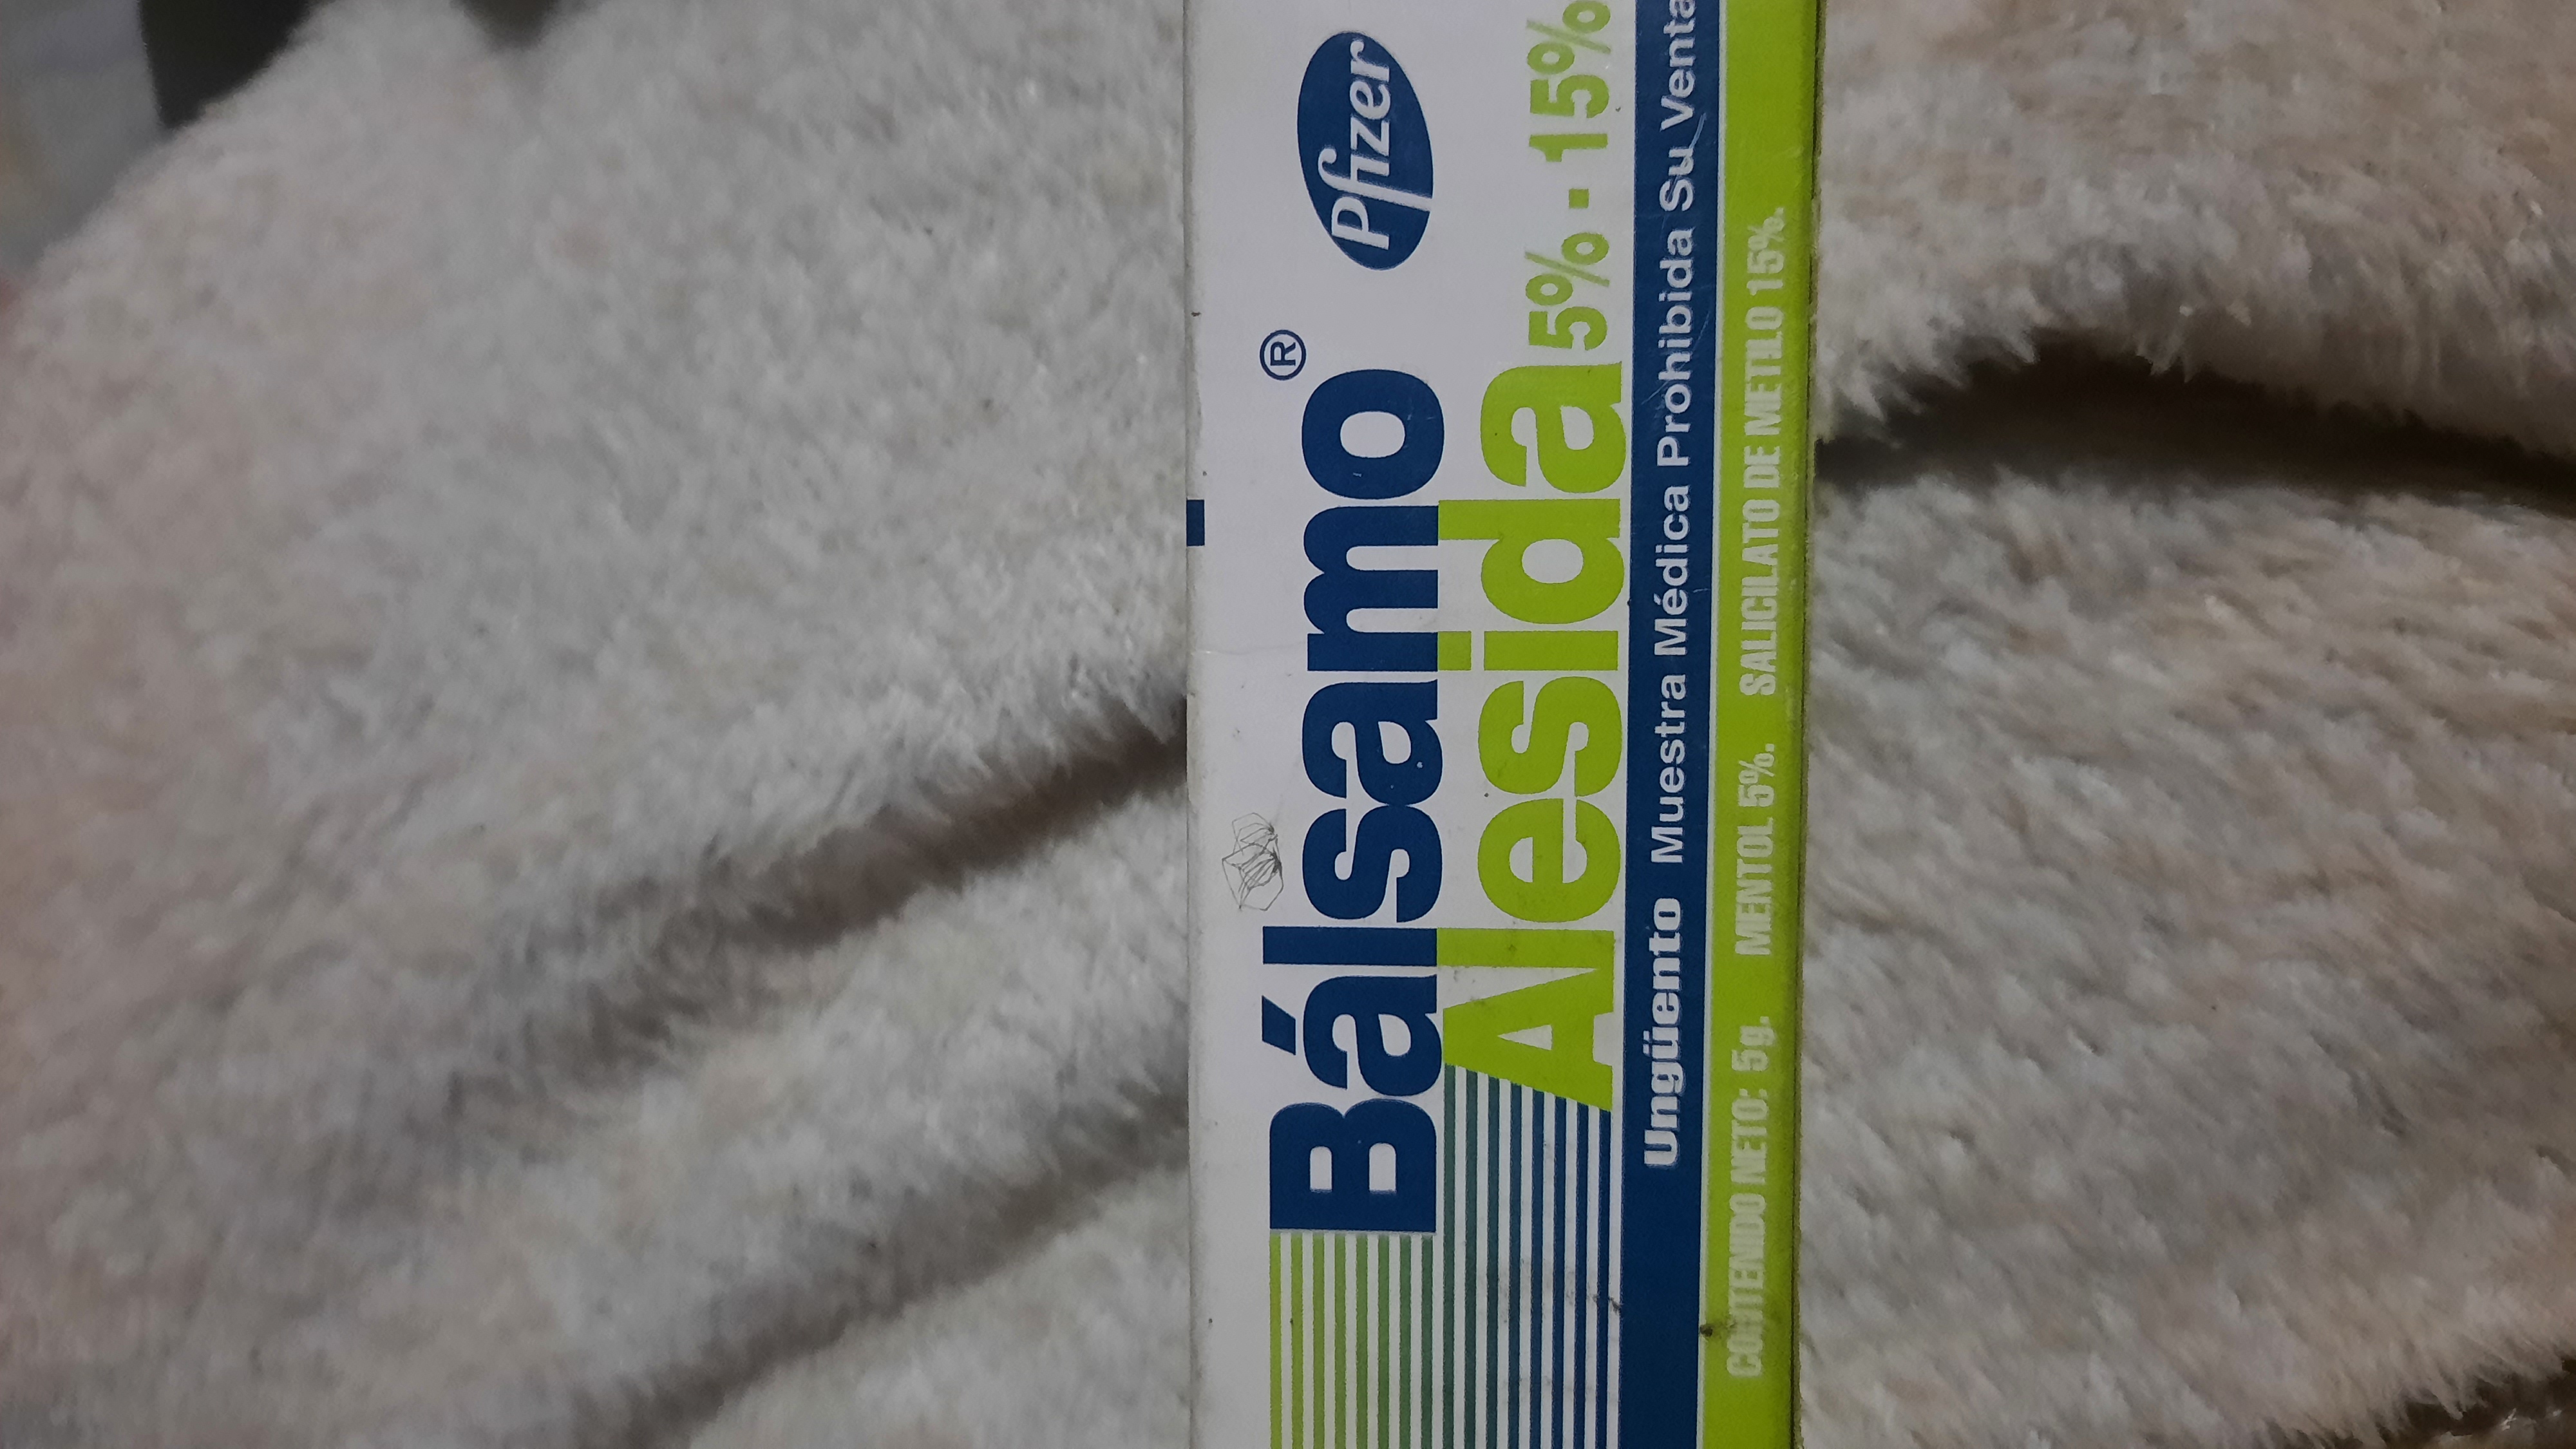 Bálsamo ®
Pfizer
Alesida 5% - 15%
Ungüento Muestra Médica Prohibida Su Venta
CONTENIDO NETO: 5g. MENTOL 5%. SALICILATO DE METILO 15%.